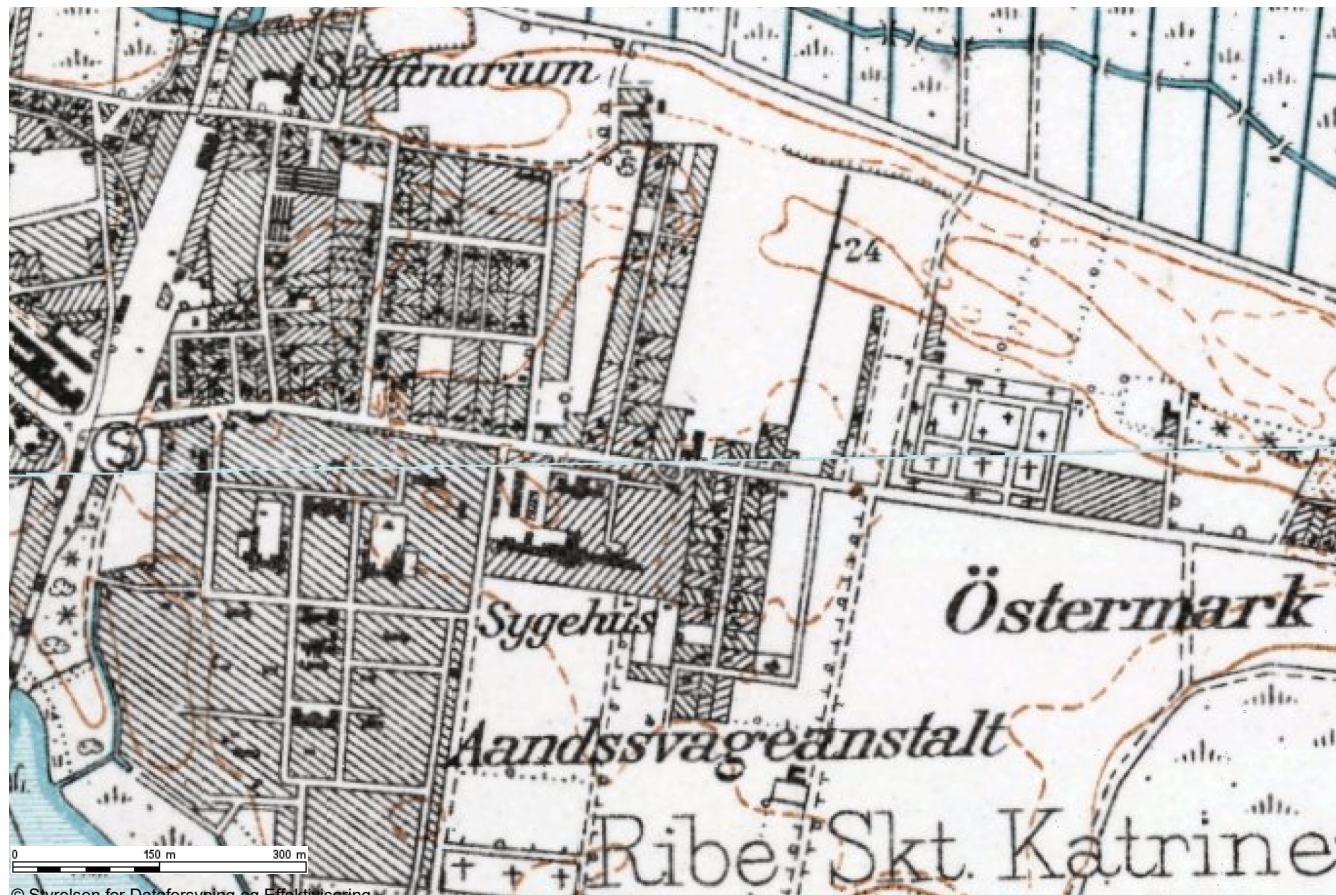 Seminarium
24
S
Östermark
Sygehus
Aandssvageanstalt
Ribe Skt. Katrine
0 150 m 300 m
© Styrelsen for Dataforsyning og Effektivisering